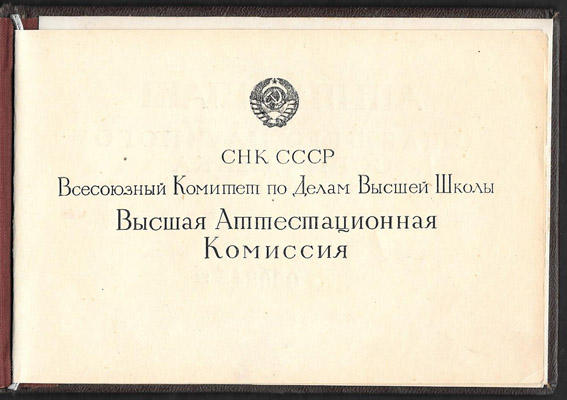 СНК СССР
Всесоюзный Комитет по Делам Высшей Школы
Высшая Аттестационная
Комиссия